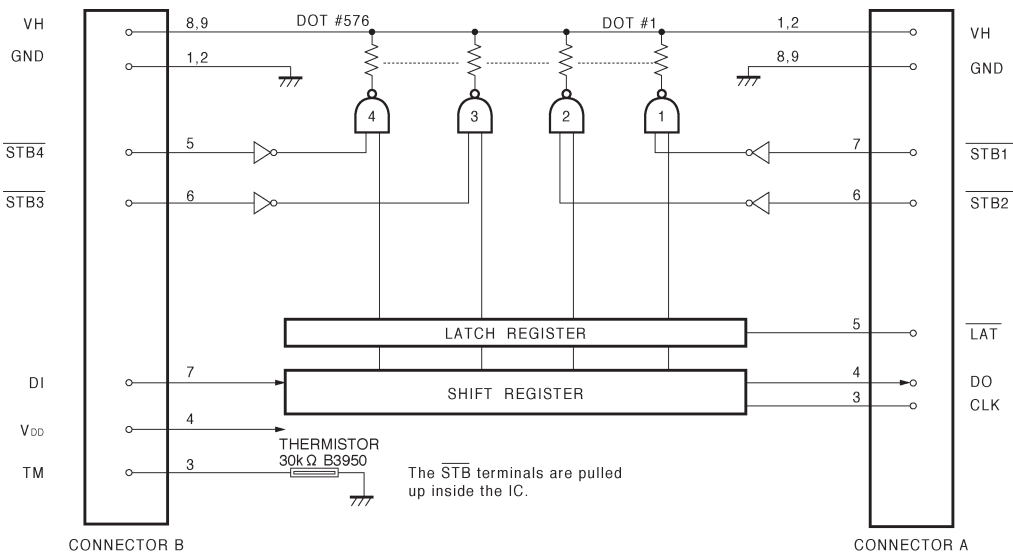 VH 8,9 DOT #576 DOT #1 1,2 VH
GND 1,2 8,9 GND
4 3 2 1
STB4 5 7 STB1
STB3 6 6 STB2
LATCH REGISTER 5 LAT
DI 7 SHIFT REGISTER 4 DO
3 CLK
VDD 4
THERMISTOR
30kΩ B3950
TM 3
The STB terminals are pulled
up inside the IC.
CONNECTOR B CONNECTOR A